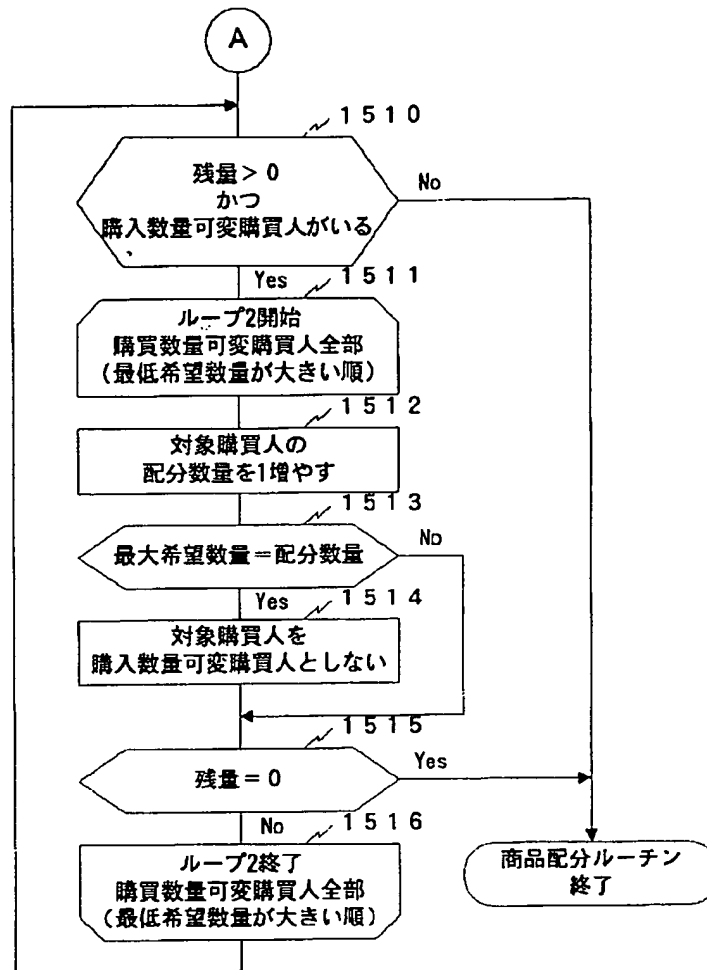 A
1510
残量>0
かつ
購入数量可変購買人がいる
No
Yes
1511
ループ2開始
購買数量可変購買人全部
(最低希望数量が大きい順)
1512
対象購買人の
配分数量を1増やす
1513
最大希望数量=配分数量
No
Yes
1514
対象購買人を
購入数量可変購買人としない
1515
残量=0
Yes
No
1516
ループ2終了
購買数量可変購買人全部
(最低希望数量が大きい順)
商品配分ルーチン
終了